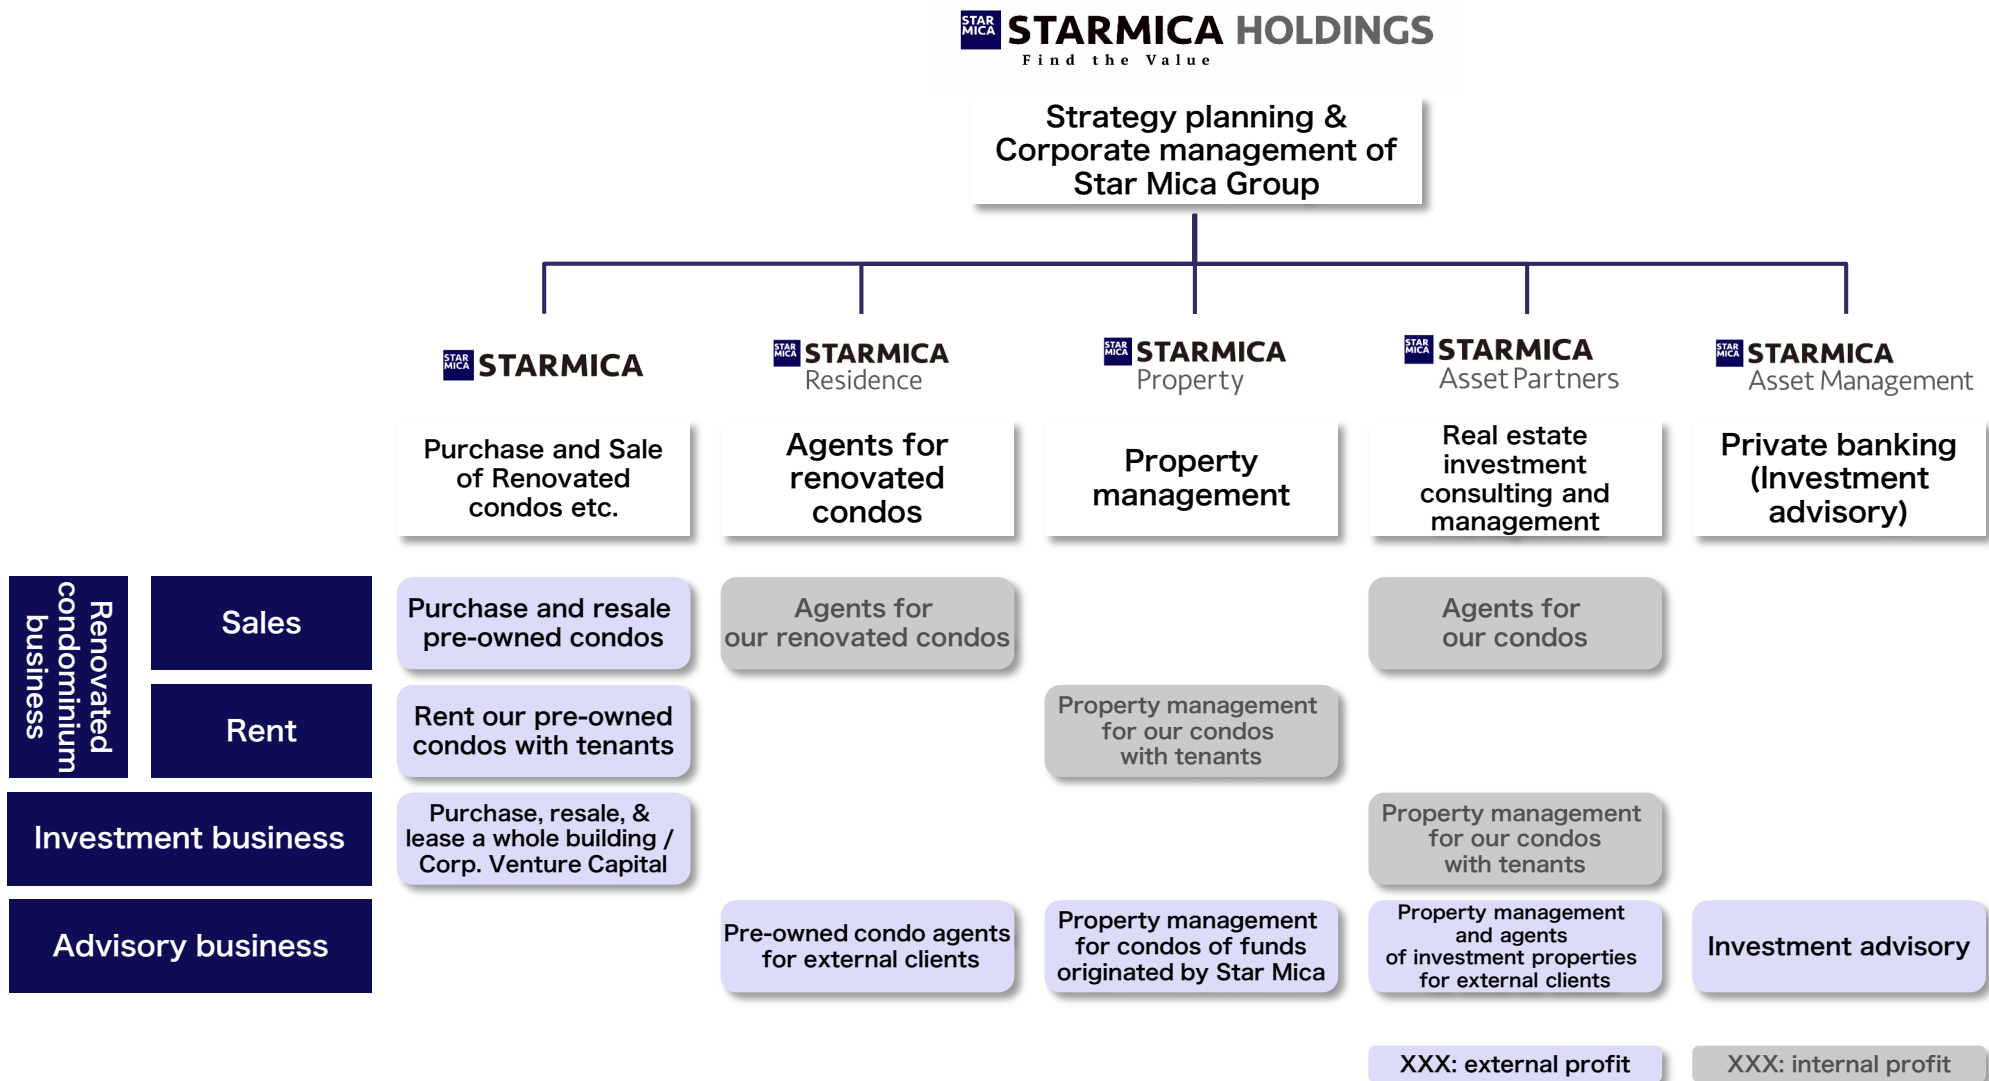 STAR
MICA
STARMICA HOLDINGS
Find the Value
Strategy planning &
Corporate management of
Star Mica Group
STAR
MICA
STARMICA
STAR
MICA
STARMICA
Residence
STAR
MICA
STARMICA
Property
STAR
MICA
STARMICA
Asset Partners
STAR
MICA
STARMICA
Asset Management
Purchase and Sale
of Renovated
condos etc.
Agents for
renovated
condos
Property
management
Real estate
investment
consulting and
management
Private banking
(Investment
advisory)
Renovated
condominium
business
Sales
Purchase and resale
pre-owned condos
Agents for
our renovated condos
Agents for
our condos
Rent
Rent our pre-owned
condos with tenants
Property management
for our condos
with tenants
Investment business
Purchase, resale, &
lease a whole building /
Corp. Venture Capital
Property management
for our condos
with tenants
Advisory business
Pre-owned condo agents
for external clients
Property management
for condos of funds
originated by Star Mica
Property management
and agents
of investment properties
for external clients
Investment advisory
XXX: external profit
XXX: internal profit